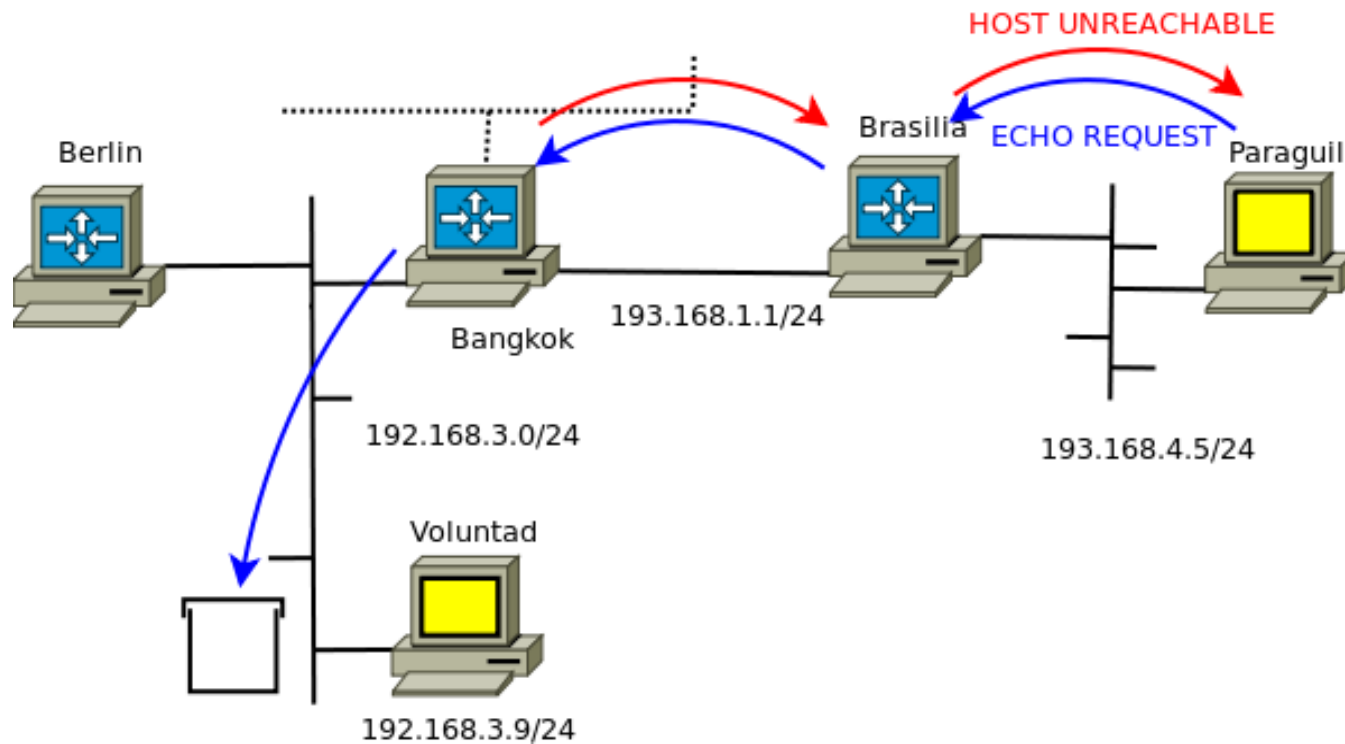 HOST UNREACHABLE
Berlin
Brasilia
ECHO REQUEST
Paraguil
Bangkok
193.168.1.1/24
192.168.3.0/24
193.168.4.5/24
Voluntad
192.168.3.9/24